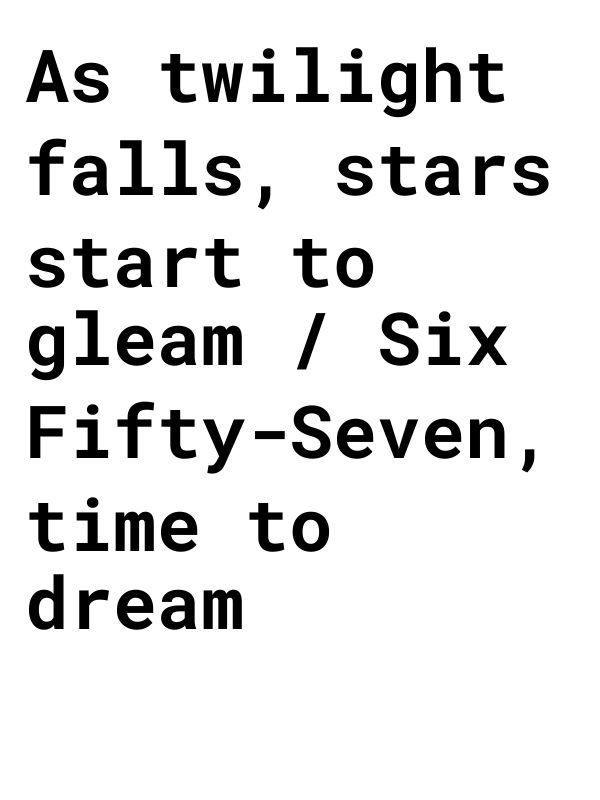 As twilight
falls, stars
start to
gleam / Six
Fifty-Seven,
time to
dream